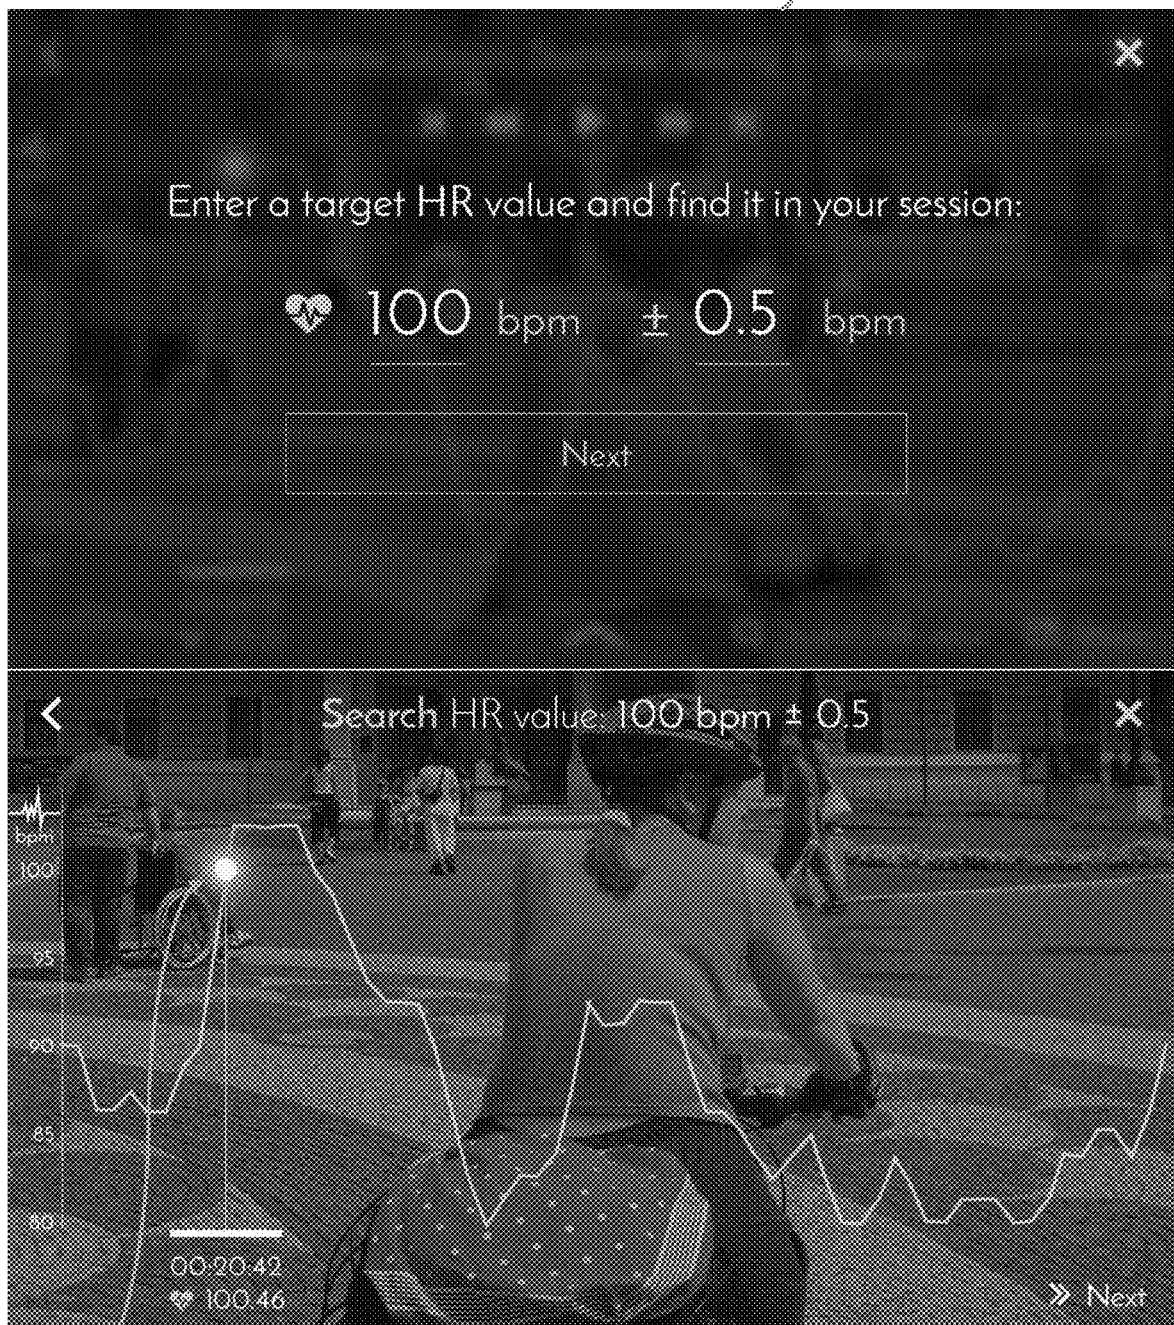 Enter a target HR value and find it in your session:
100 bpm ± 0.5 bpm
Next
Search HR value: 100 bpm ± 0.5
bpm
100
95
90
85
80
00:20:42
100.46
Next